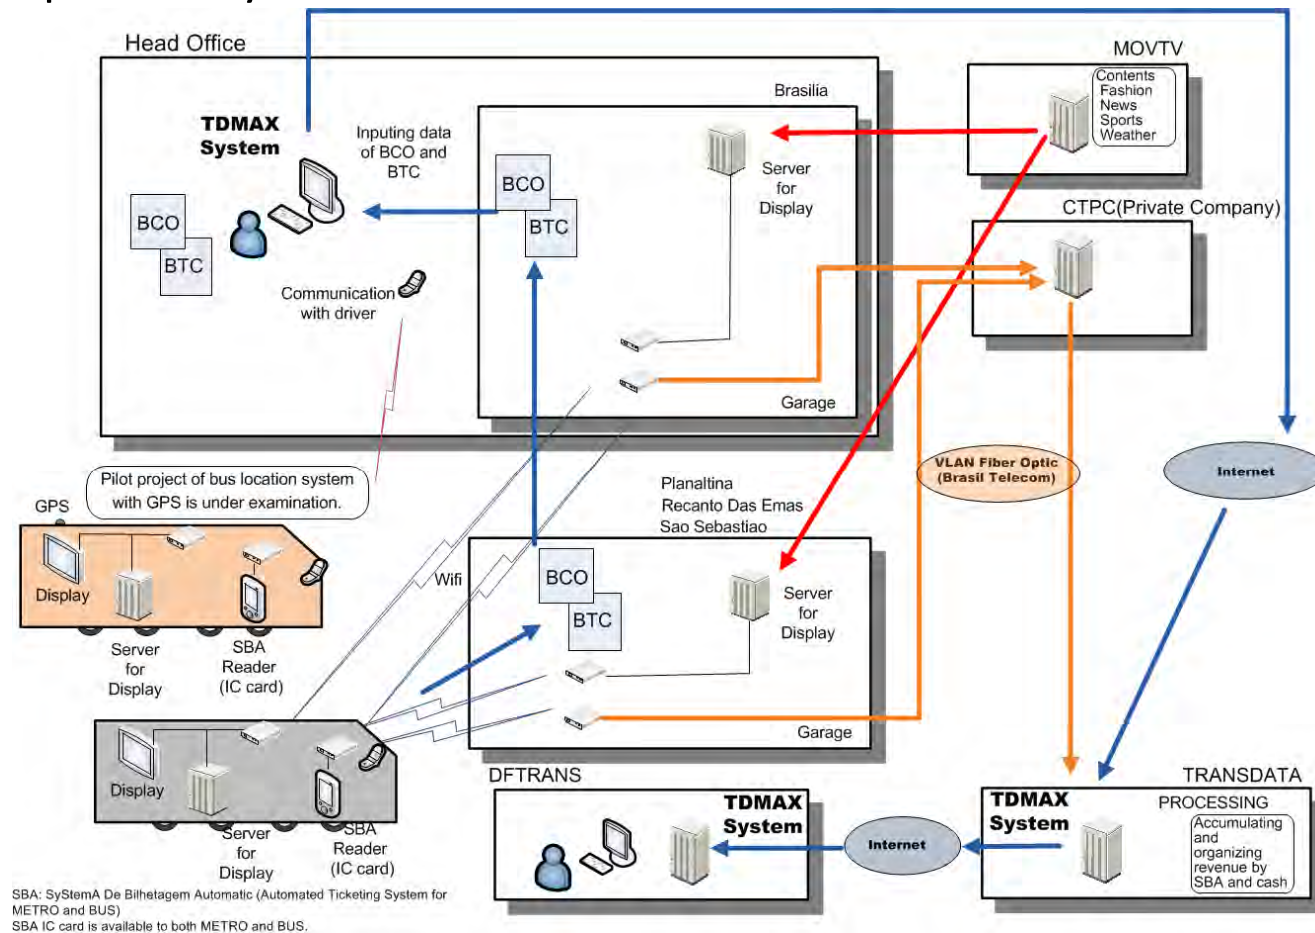 Head Office
MOVTV
Contents
Fashion
News
Sports
Weather
Brasilia
TDMAX
System
Inputing data
of BCO and
BTC
BCO
BTC
Server
for
Display
BCO
BTC
CTPC(Private Company)
Communication
with driver
Garage
VLAN Fiber Optic
(Brasil Telecom)
Internet
Pilot project of bus location system
with GPS is under examination.
GPS
Planaltina
Recanto Das Emas
Sao Sebastiao
Wifi
BCO
BTC
Server
for
Display
Display
Server
for
Display
SBA
Reader
(IC card)
Garage
Display
Server
for
Display
SBA
Reader
(IC card)
DFTRANS
TDMAX
System
Internet
TRANSDATA
TDMAX
System
PROCESSING
Accumulating
and
organizing
revenue by
SBA and cash
SBA: SyStemA De Bilhetagem Automatic (Automated Ticketing System for
METRO and BUS)
SBA IC card is available to both METRO and BUS.